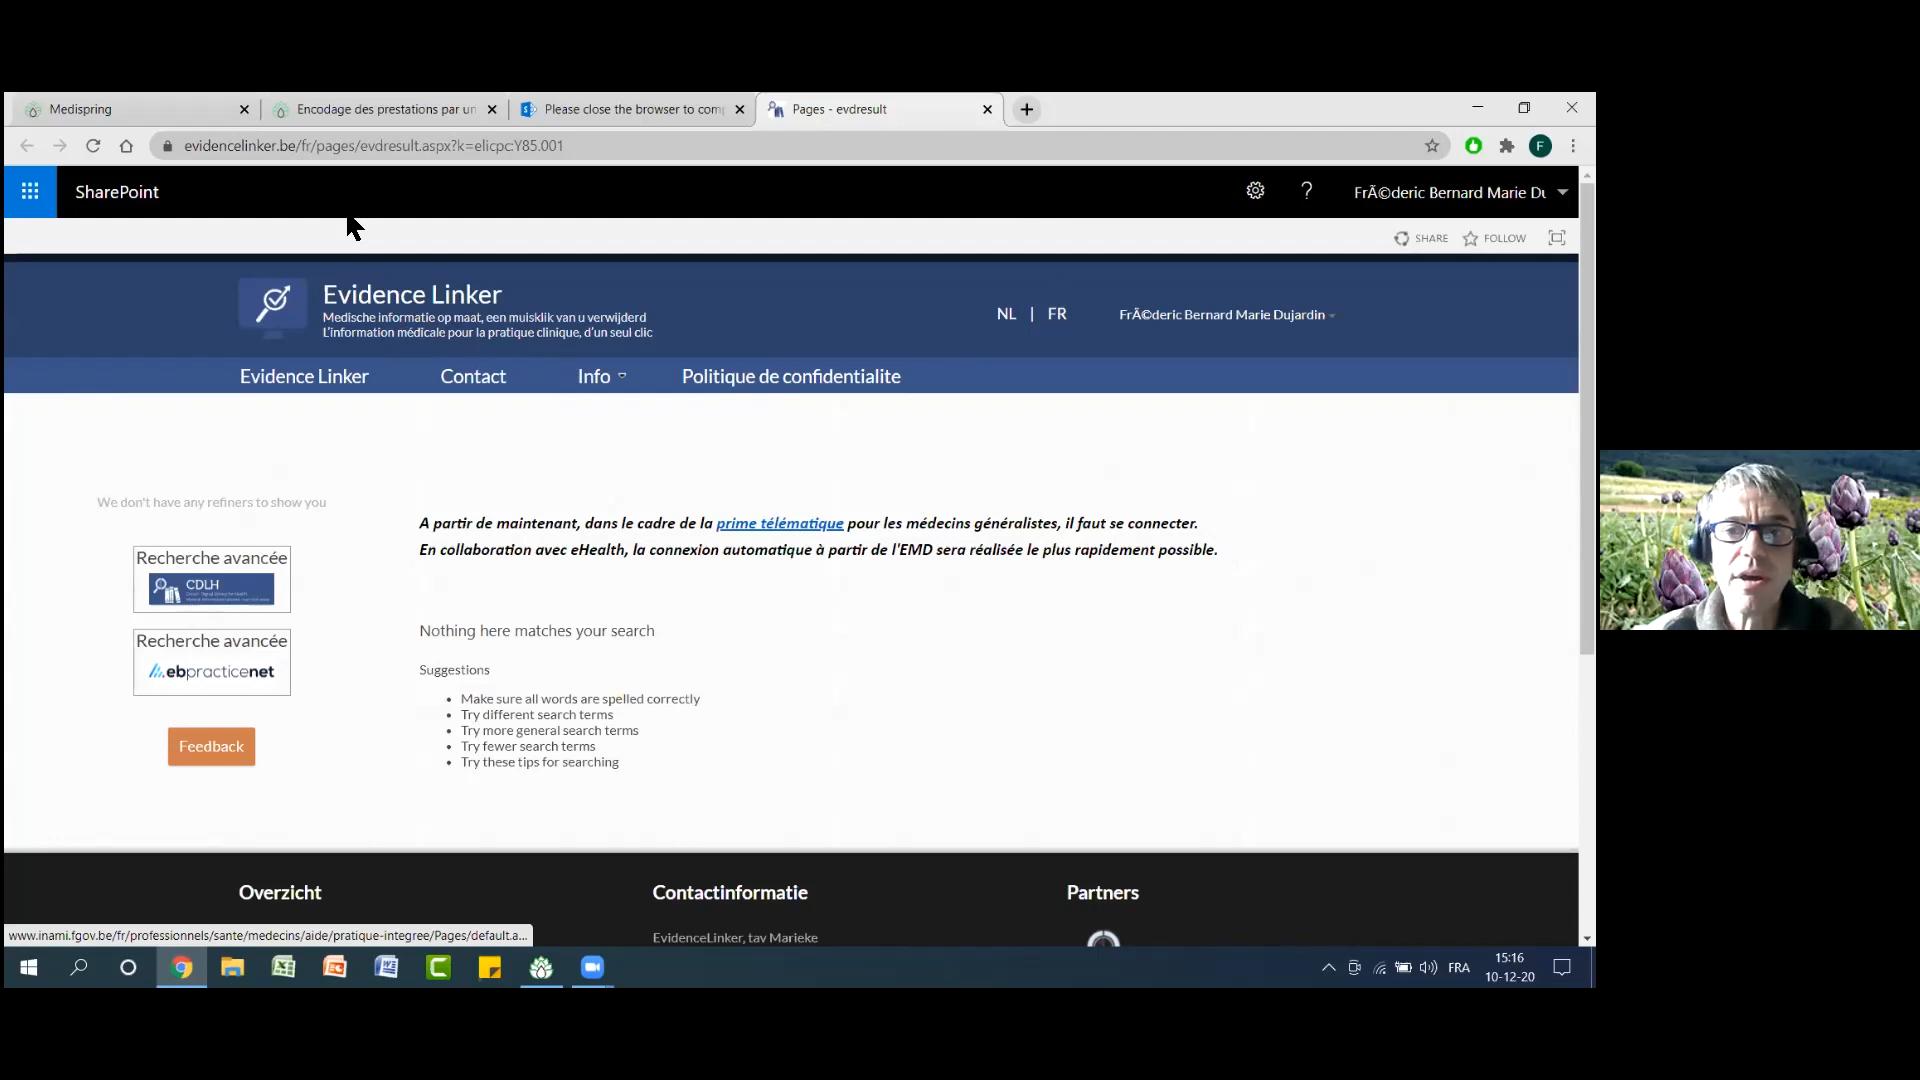 Medispring
Encodage des prestations par un
Please close the browser to com
Pages - evdresult
evidencelinker.be/fr/pages/evdresult.aspx?k=elicpc:Y85.001
F
SharePoint
?
FrÃ©deric Bernard Marie Du
SHARE
FOLLOW
Evidence Linker
Medische informatie op maat, een muisklik van u verwijderd
L'information médicale pour la pratique clinique, d'un seul clic
NL | FR
FrÃ©deric Bernard Marie Dujardin
Evidence Linker
Contact
Info
Politique de confidentialite
We don't have any refiners to show you
Recherche avancée
CDLH
Recherche avancée
ebpracticenet
Feedback
A partir de maintenant, dans le cadre de la prime télématique pour les médecins généralistes, il faut se connecter.
En collaboration avec eHealth, la connexion automatique à partir de l'EMD sera réalisée le plus rapidement possible.
Nothing here matches your search
Suggestions
Make sure all words are spelled correctly
Try different search terms
Try more general search terms
Try fewer search terms
Try these tips for searching
Overzicht
Contactinformatie
Partners
EvidenceLinker, tav Marieke
www.inami.fgov.be/fr/professionnels/sante/medecins/aide/pratique-integree/Pages/default.a...
FRA
15:16
10-12-20